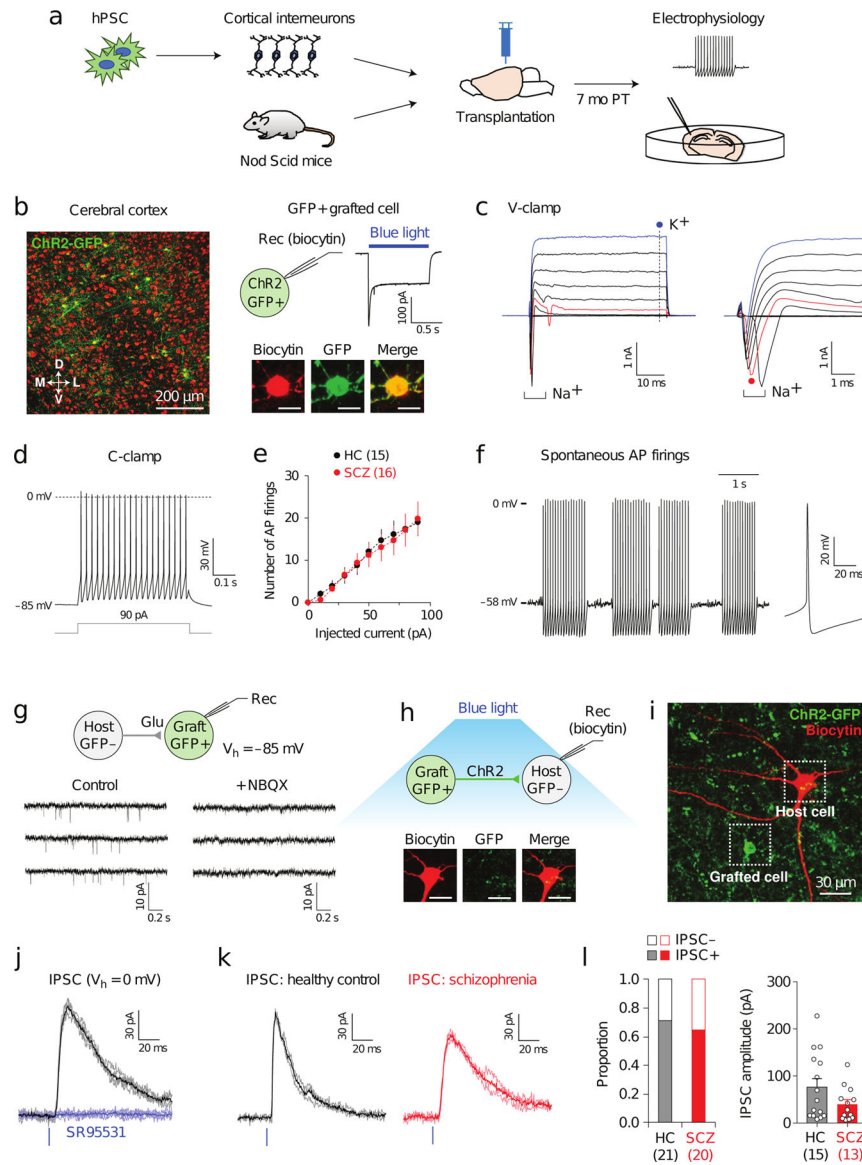 a
hPSC
Cortical interneurons
Electrophysiology
Transplantation
7 mo PT
Nod Scid mice
b
Cerebral cortex
GFP+grafted cell
ChR2-GFP
Rec (biocytin)
Blue light
ChR2
GFP+
100 pA
0.5 s
Biocytin
GFP
Merge
D
M
L
V
200 μm
c
V-clamp
K+
1 nA
10 ms
Na+
1 nA
1 ms
Na+
d
C-clamp
0 mV
30 mV
0.1 s
–85 mV
90 pA
e
HC (15)
SCZ (16)
Number of AP firings
30
20
10
0
0
50
100
Injected current (pA)
f
Spontaneous AP firings
1 s
0 mV
–58 mV
20 mV
20 ms
g
Host
GFP–
Glu
Graft
GFP+
Rec
Vh = –85 mV
Control
+NBQX
10 pA
0.2 s
10 pA
0.2 s
h
Blue light
Rec
(biocytin)
Graft
GFP+
ChR2
Host
GFP–
Biocytin
GFP
Merge
i
ChR2-GFP
Biocytin
Host cell
Grafted cell
30 μm
j
IPSC (Vh = 0 mV)
30 pA
20 ms
SR95531
k
IPSC: healthy control
30 pA
20 ms
IPSC: schizophrenia
30 pA
20 ms
l
IPSC–
IPSC+
Proportion
1.0
0.8
0.6
0.4
0.2
0.0
HC
(21)
SCZ
(20)
IPSC amplitude (pA)
300
200
100
0
HC
(15)
SCZ
(13)